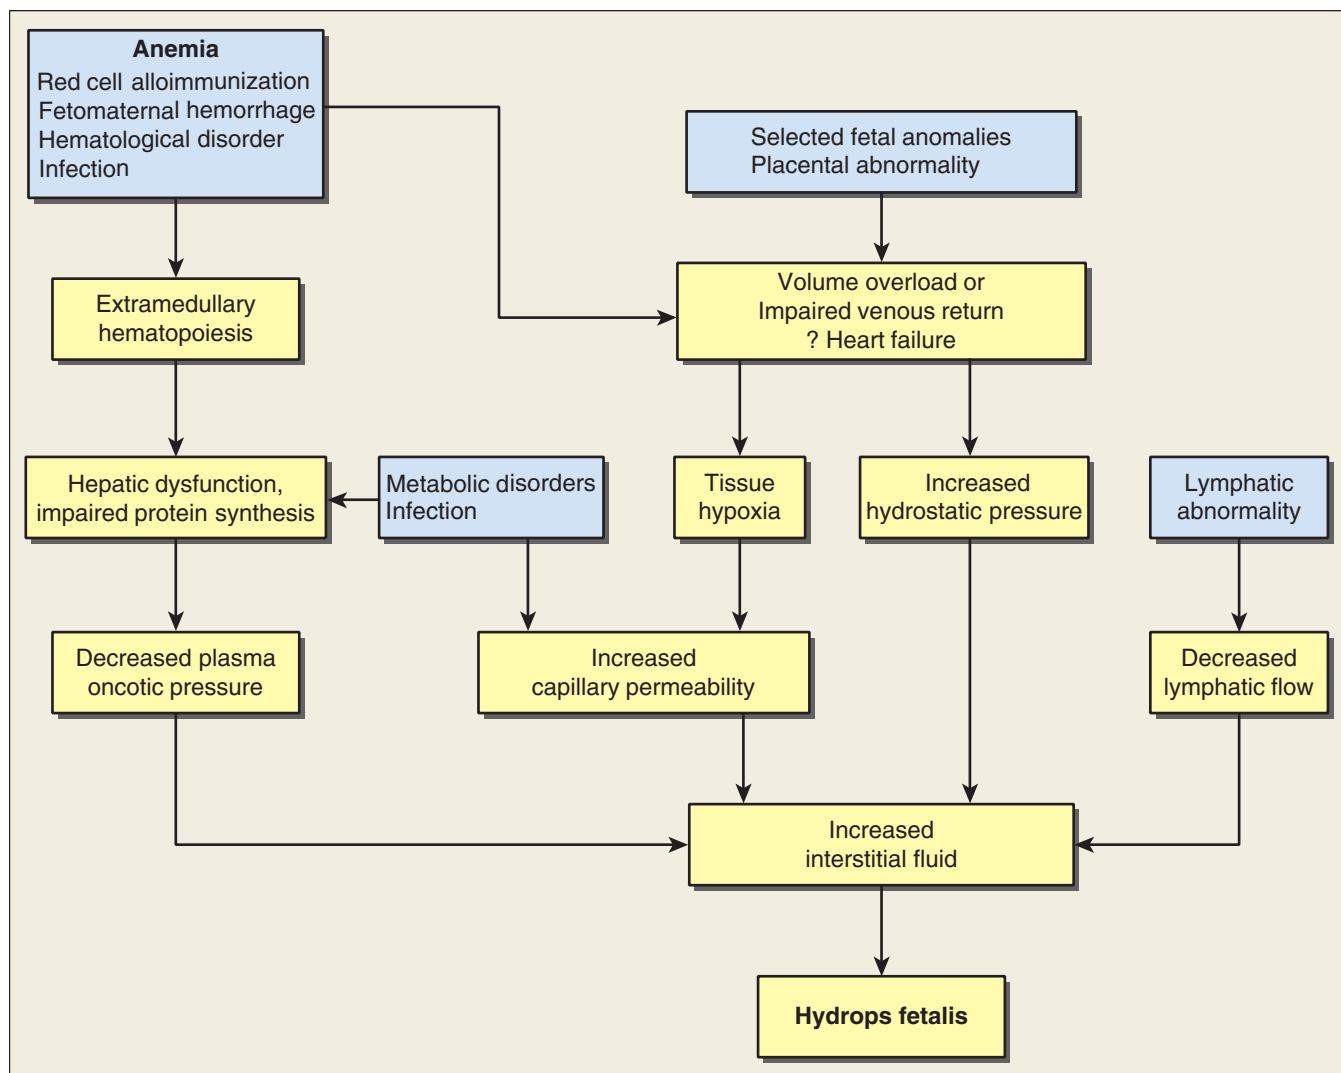 Anemia
Red cell alloimmunization
Fetomaternal hemorrhage
Hematological disorder
Infection
Selected fetal anomalies
Placental abnormality
Extramedullary
hematopoiesis
Volume overload or
Impaired venous return
? Heart failure
Hepatic dysfunction,
impaired protein synthesis
Metabolic disorders
Infection
Tissue
hypoxia
Increased
hydrostatic pressure
Lymphatic
abnormality
Decreased plasma
oncotic pressure
Increased
capillary permeability
Decreased
lymphatic flow
Increased
interstitial fluid
Hydrops fetalis